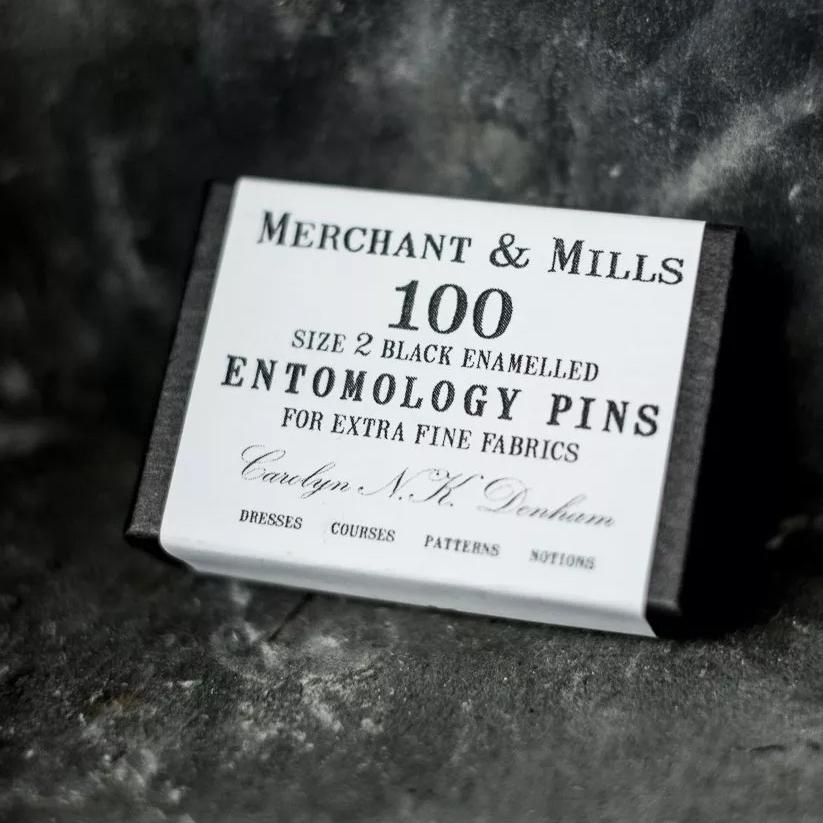 MERCHANT & MILLS
100
SIZE 2 BLACK ENAMELLED
ENTOMOLOGY PINS
FOR EXTRA FINE FABRICS
Carolyn N.K. Denham
DRESSES COURSES PATTERNS NOTIONS